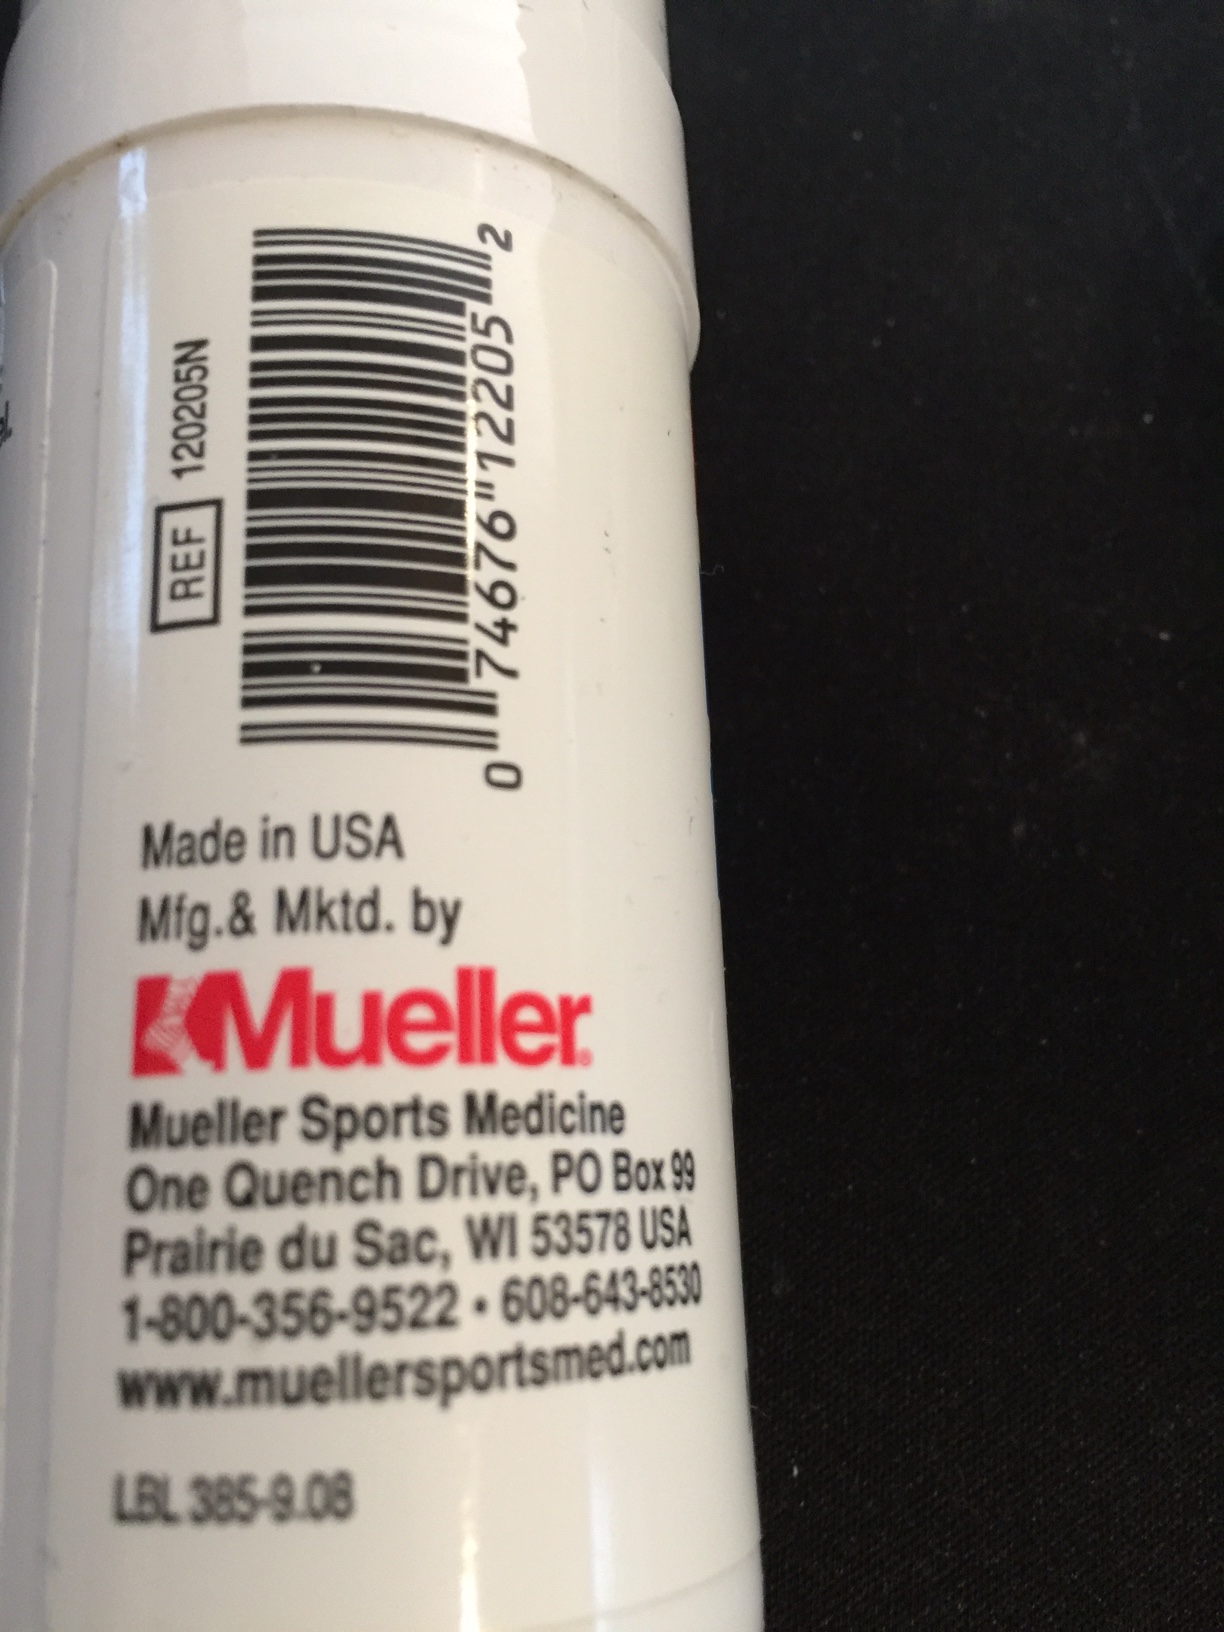 REF 120205N
0 74676"12205 2
Made in USA
Mfg.& Mktd. by
Mueller®
Mueller Sports Medicine
One Quench Drive, PO Box 99
Prairie du Sac, WI 53578 USA
1-800-356-9522 • 608-643-8530
www.muellersportsmed.com
LBL 385-9.08